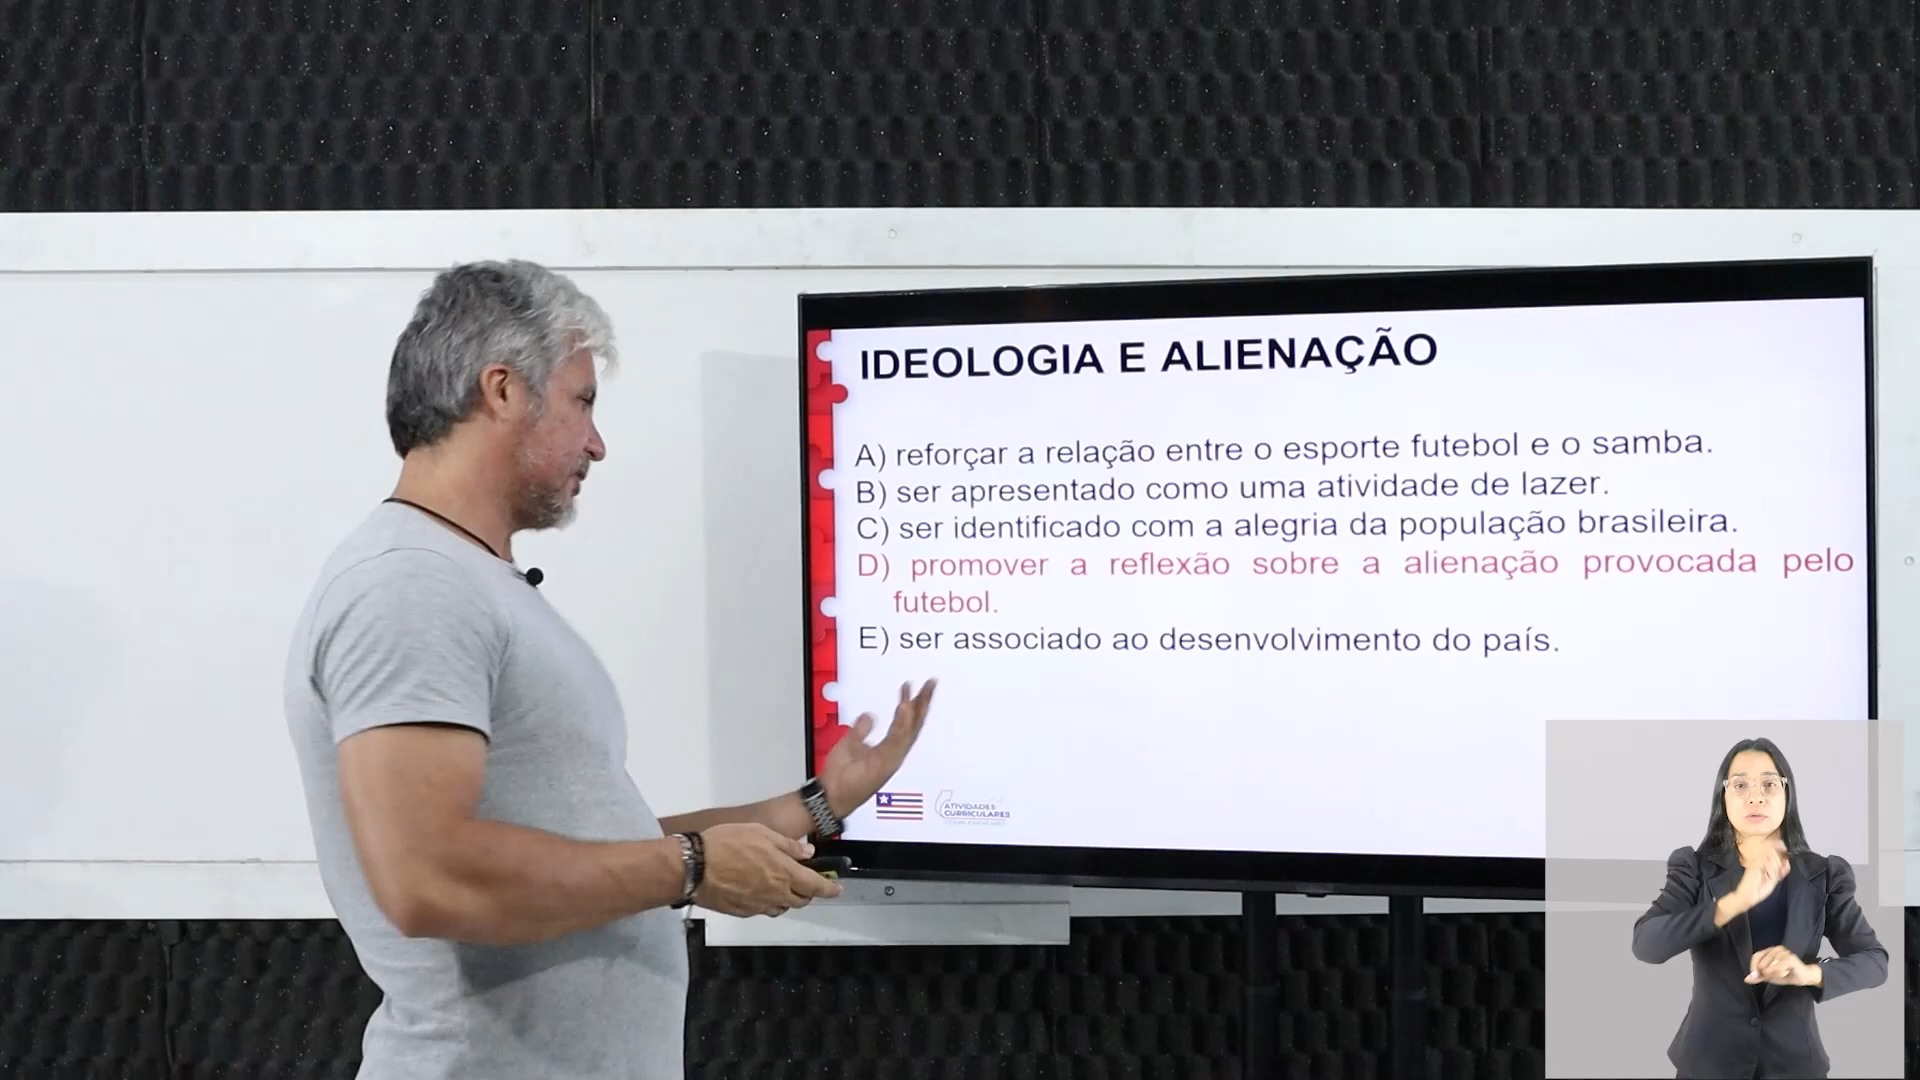 IDEOLOGIA E ALIENAÇÃO
A) reforçar a relação entre o esporte futebol e o samba.
B) ser apresentado como uma atividade de lazer.
C) ser identificado com a alegria da população brasileira.
D) promover a reflexão sobre a alienação provocada pelo
futebol.
E) ser associado ao desenvolvimento do país.
ATIVIDADES
CURRICULARES